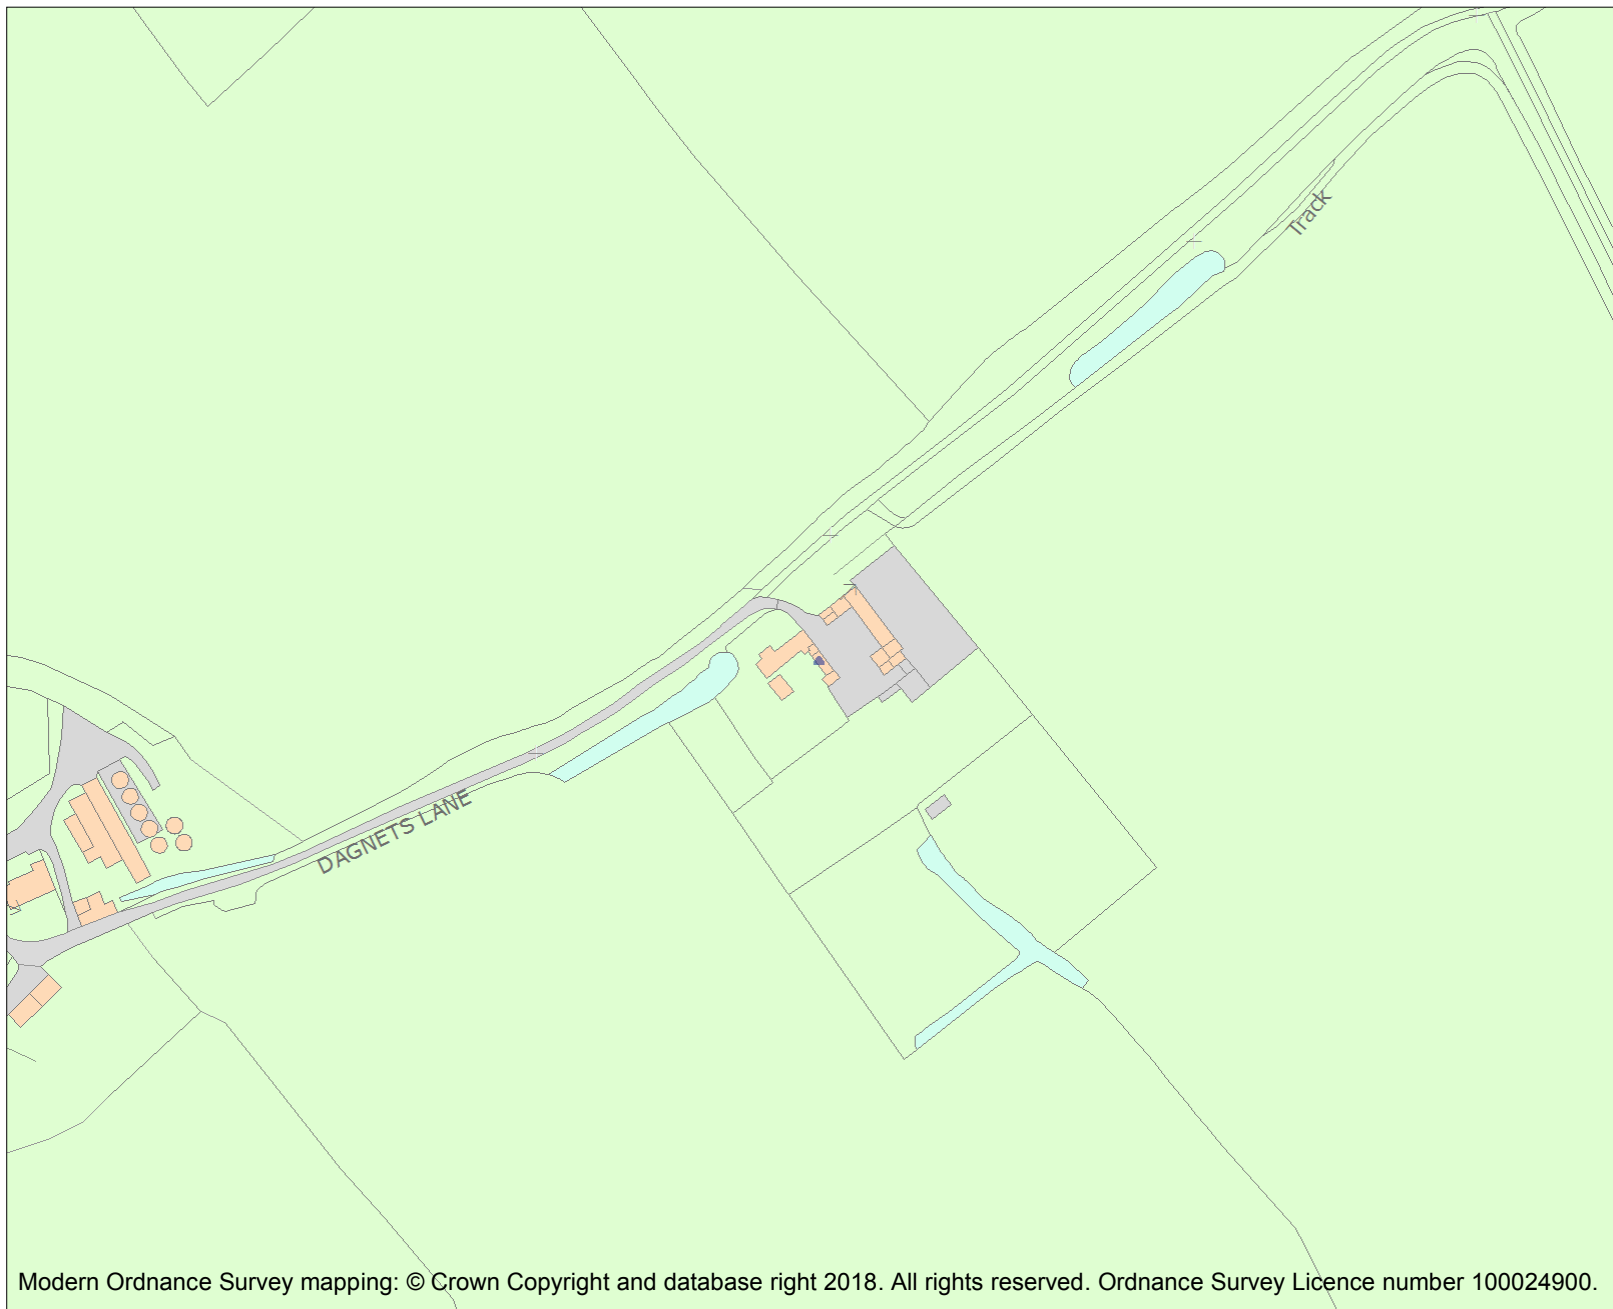 Track
DAGNETS LANE
Modern Ordnance Survey mapping: © Crown Copyright and database right 2018. All rights reserved. Ordnance Survey Licence number 100024900.